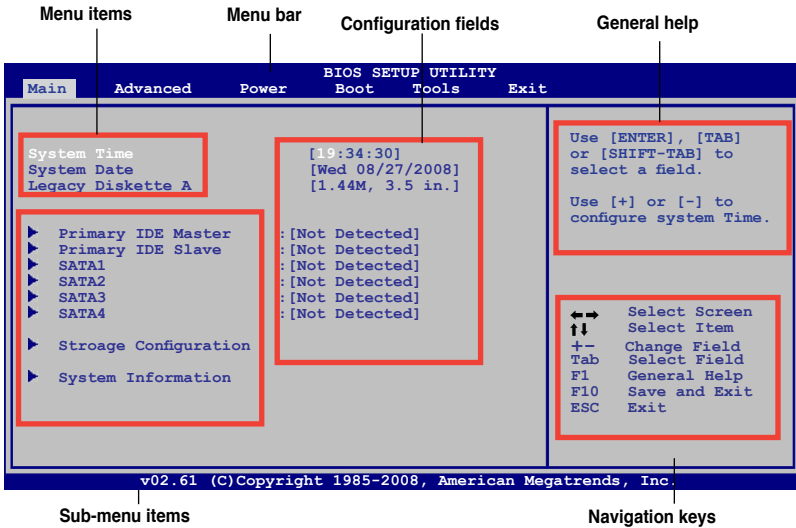 Menu items Menu bar Configuration fields General help
BIOS SETUP UTILITY
Main Advanced Power Boot Tools Exit
System Time [19:34:30]
System Date [Wed 08/27/2008]
Legacy Diskette A [1.44M, 3.5 in.]
Primary IDE Master :[Not Detected]
Primary IDE Slave :[Not Detected]
SATA1 :[Not Detected]
SATA2 :[Not Detected]
SATA3 :[Not Detected]
SATA4 :[Not Detected]
Stroage Configuration
System Information
Use [ENTER], [TAB]
or [SHIFT-TAB] to
select a field.
Use [+] or [-] to
configure system Time.
←→ Select Screen
↑↓ Select Item
+- Change Field
Tab Select Field
F1 General Help
F10 Save and Exit
ESC Exit
v02.61 (C)Copyright 1985-2008, American Megatrends, Inc.
Sub-menu items Navigation keys